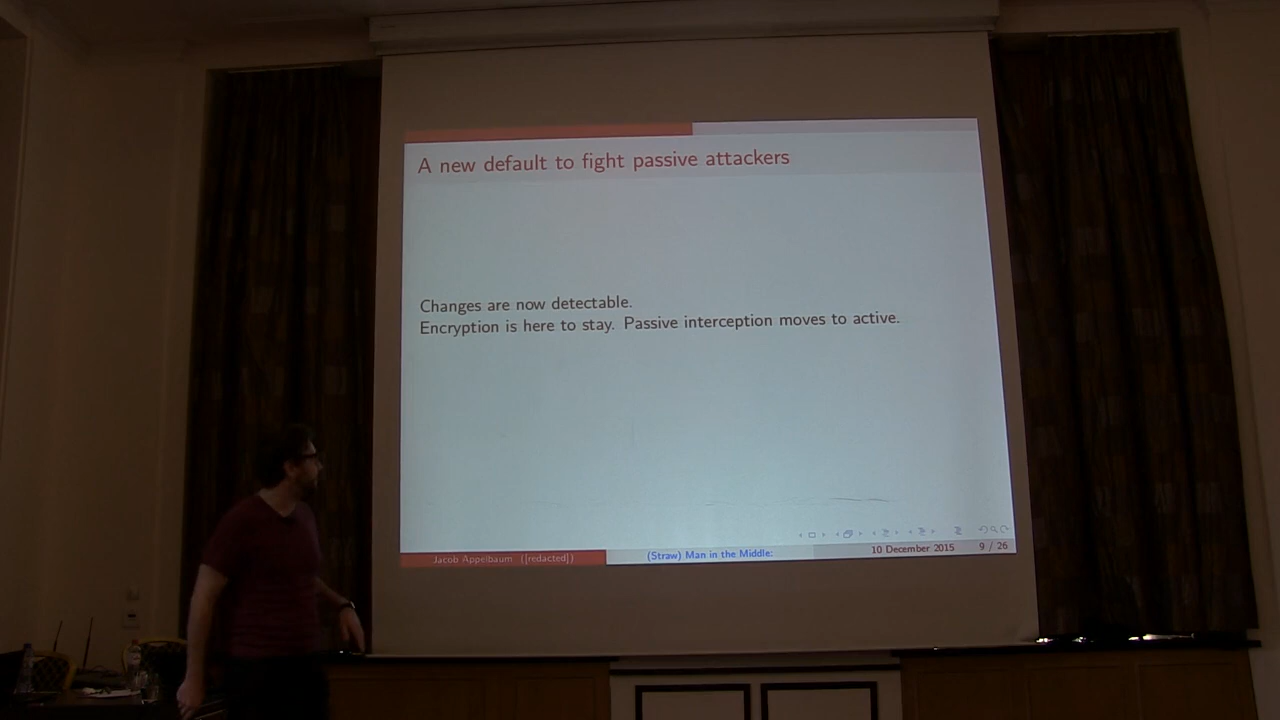 A new default to fight passive attackers
Changes are now detectable.
Encryption is here to stay. Passive interception moves to active.
Jacob Appelbaum ([redacted])
(Straw) Man in the Middle:
10 December 2015
9 / 26